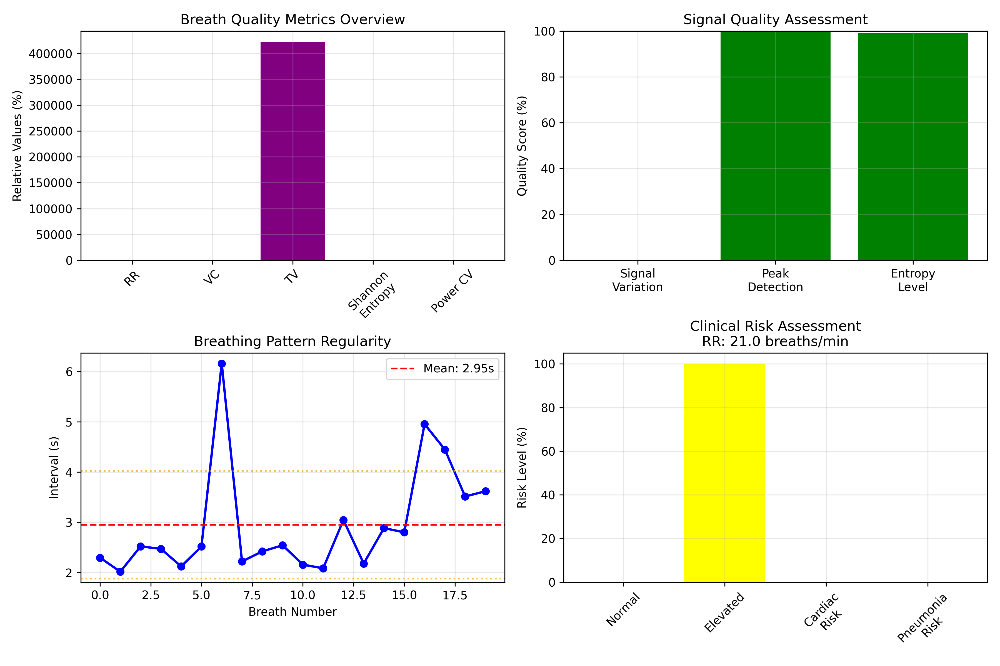 Breath Quality Metrics Overview
Relative Values (%)
400000
350000
300000
250000
200000
150000
100000
50000
0
RR
VC
TV
Shannon
Entropy
Power CV
Signal Quality Assessment
Quality Score (%)
100
80
60
40
20
0
Signal
Variation
Peak
Detection
Entropy
Level
Breathing Pattern Regularity
Interval (s)
6
5
4
3
2
Mean: 2.95s
0.0
2.5
5.0
7.5
10.0
12.5
15.0
17.5
Breath Number
Clinical Risk Assessment
RR: 21.0 breaths/min
Risk Level (%)
100
80
60
40
20
0
Normal
Elevated
Cardiac
Risk
Pneumonia
Risk